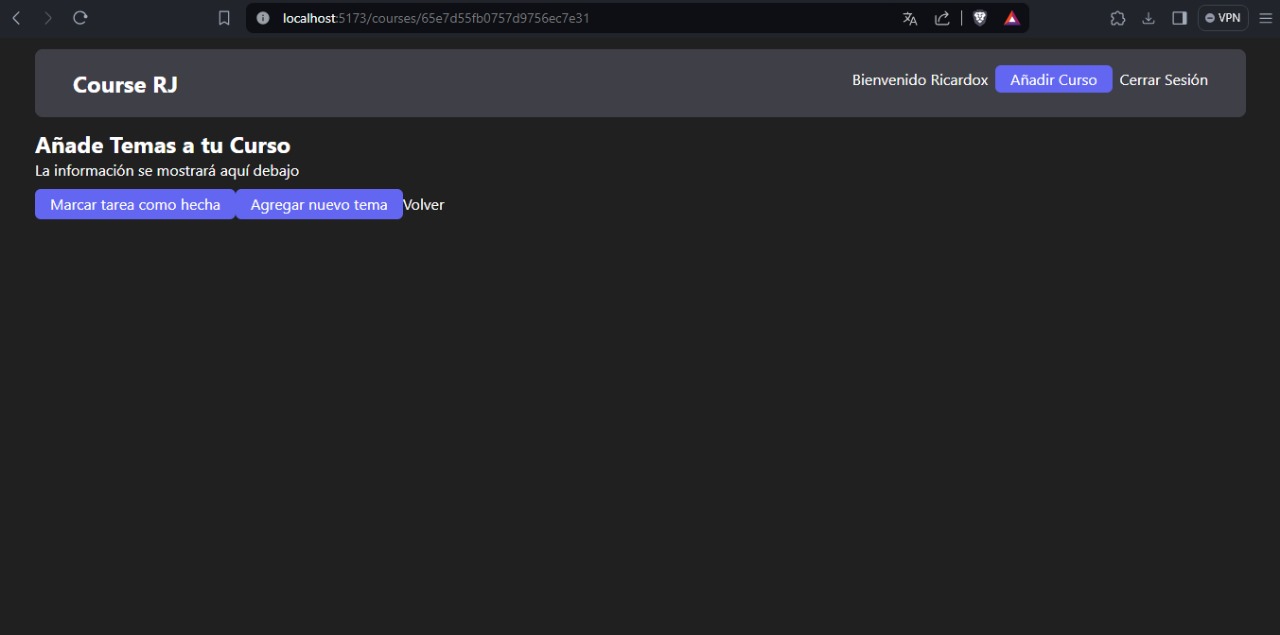 localhost:5173/courses/65e7d55fb0757d9756ec7e31
VPN
Course RJ
Bienvenido Ricardox Añadir Curso Cerrar Sesión
Añade Temas a tu Curso
La información se mostrará aquí debajo
Marcar tarea como hecha Agregar nuevo tema Volver